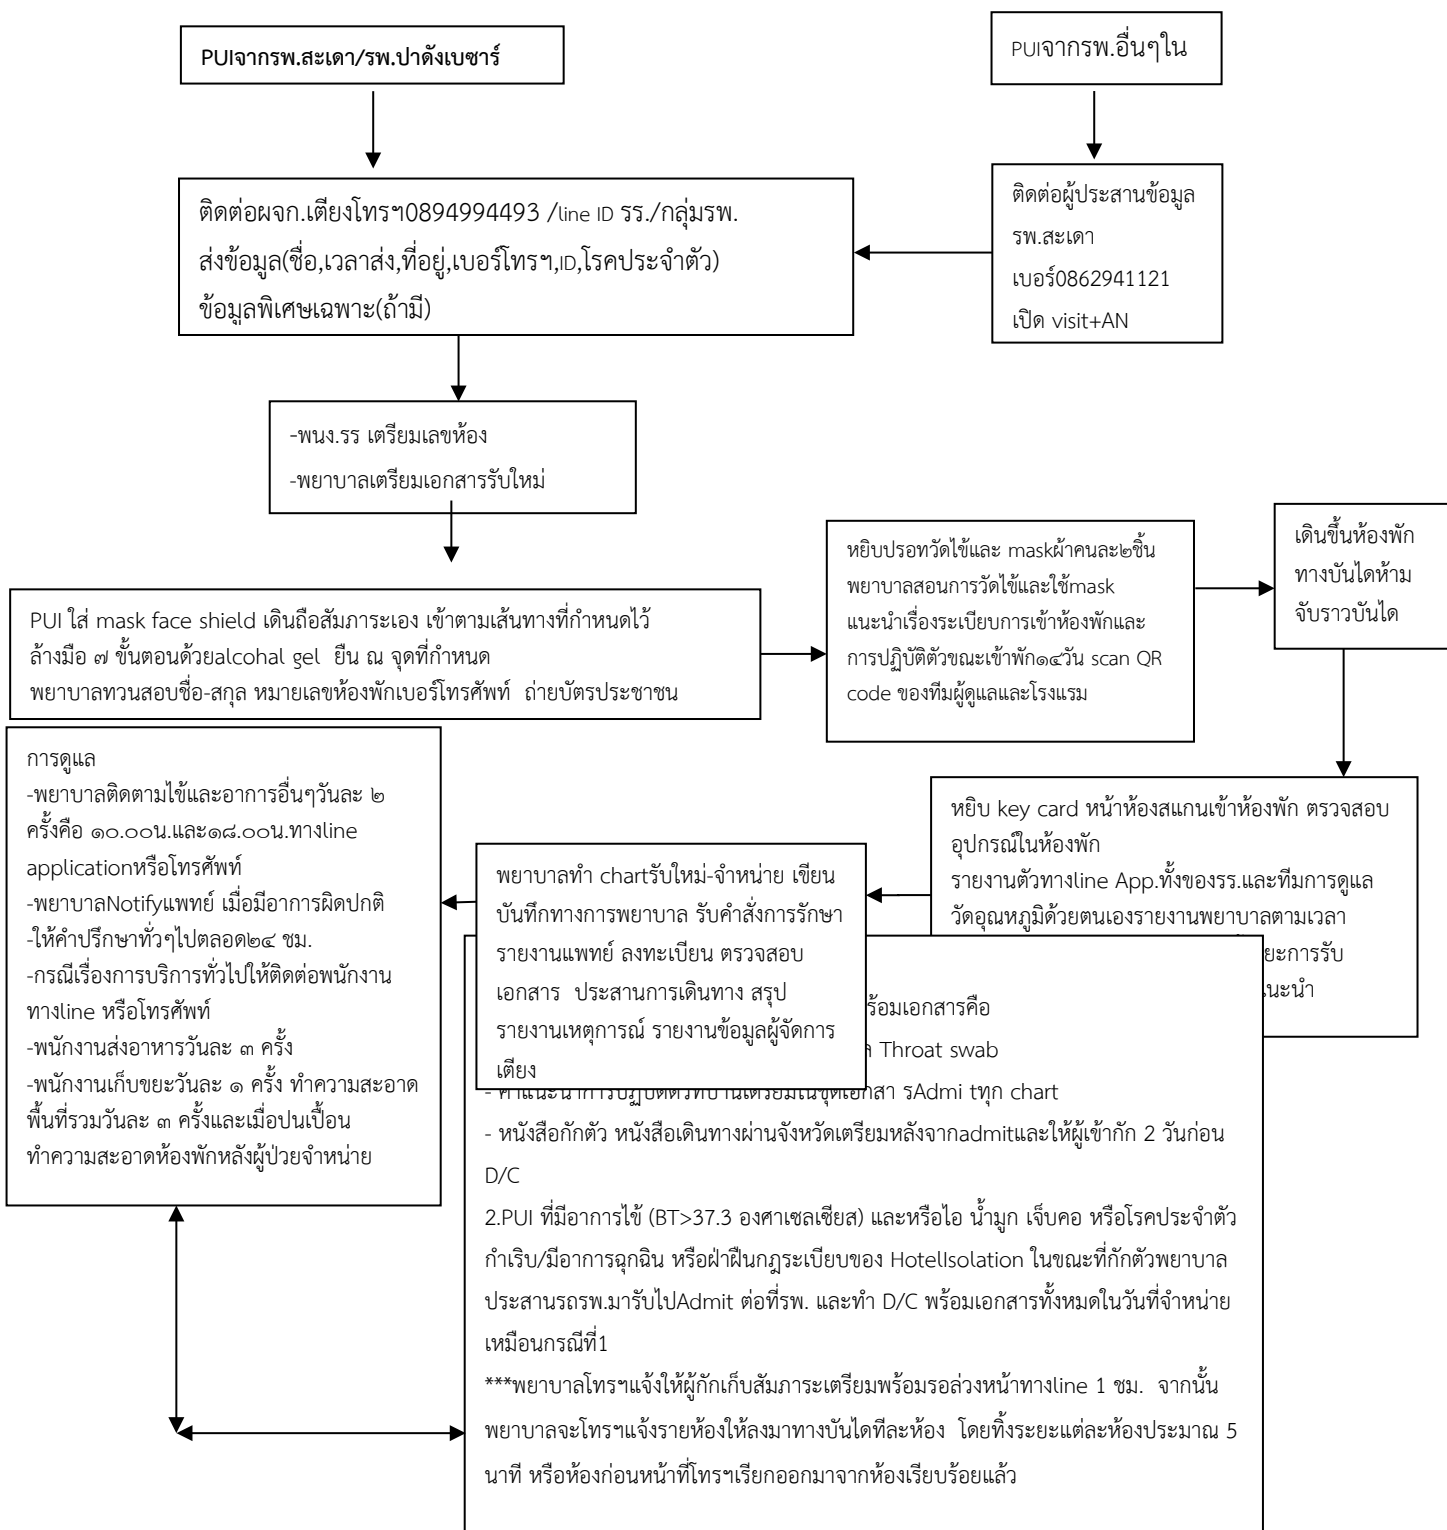 PUIจากรพ.สะเดา/รพ.ปาดังเบซาร์
PUIจากรพ.อื่นๆใน
ติดต่อผจก.เตียงโทรฯ0894994493 /line ID รร./กลุ่มรพ.
ส่งข้อมูล(ชื่อ,เวลาส่ง,ที่อยู่,เบอร์โทรฯ,ID,โรคประจำตัว)
ข้อมูลพิเศษเฉพาะ(ถ้ามี)
ติดต่อผู้ประสานข้อมูล
รพ.สะเดา
เบอร์0862941121
เปิด visit+AN
-พนง.รร เตรียมเลขห้อง
-พยาบาลเตรียมเอกสารรับใหม่
PUI ใส่ mask face shield เดินถือสัมภาระเอง เข้าตามเส้นทางที่กำหนดไว้
ล้างมือ ๗ ขั้นตอนด้วยalcohal gel ยืน ณ จุดที่กำหนด
พยาบาลทวนสอบชื่อ-สกุล หมายเลขห้องพักเบอร์โทรศัพท์ ถ่ายบัตรประชาชน
หยิบปรอทวัดไข้และ maskผ้าคนละ๒ชิ้น
พยาบาลสอนการวัดไข้และใช้mask
แนะนำเรื่องระเบียบการเข้าห้องพักและ
การปฏิบัติตัวขณะเข้าพัก๑๔วัน scan QR
code ของทีมผู้ดูแลและโรงแรม
เดินขึ้นห้องพัก
ทางบันไดห้าม
จับราวบันได
หยิบ key card หน้าห้องสแกนเข้าห้องพัก ตรวจสอบ
อุปกรณ์ในห้องพัก
รายงานตัวทางline App.ทั้งของรร.และทีมการดูแล
วัดอุณหภูมิด้วยตนเองรายงานพยาบาลตามเวลา
ยะการรับ
นะนำ
พยาบาลทำ chartรับใหม่-จำหน่าย เขียน
บันทึกทางการพยาบาล รับคำสั่งการรักษา
รายงานแพทย์ ลงทะเบียน ตรวจสอบ
เอกสาร ประสานการเดินทาง สรุป
รายงานเหตุการณ์ รายงานข้อมูลผู้จัดการ
เตียง
การดูแล
-พยาบาลติดตามไข้และอาการอื่นๆวันละ ๒
ครั้งคือ ๑๐.๐๐น.และ๑๘.๐๐น.ทางline
applicationหรือโทรศัพท์
-พยาบาลNotifyแพทย์ เมื่อมีอาการผิดปกติ
-ให้คำปรึกษาทั่วๆไปตลอด๒๔ ชม.
-กรณีเรื่องการบริการทั่วไปให้ติดต่อพนักงาน
ทางline หรือโทรศัพท์
-พนักงานส่งอาหารวันละ ๓ ครั้ง
-พนักงานเก็บขยะวันละ ๑ ครั้ง ทำความสะอาด
พื้นที่รวมวันละ ๓ ครั้งและเมื่อปนเปื้อน
ทำความสะอาดห้องพักหลังผู้ป่วยจำหน่าย
ร้อมเอกสารคือ
Throat swab
- คำแนะนำการปฏิบัติตัวที่บ้านเตรียมในชุดเอกสา รAdmi tทุก chart
- หนังสือกักตัว หนังสือเดินทางผ่านจังหวัดเตรียมหลังจากadmitและให้ผู้เข้ากัก 2 วันก่อน
D/C
2.PUI ที่มีอาการไข้ (BT>37.3 องศาเซลเซียส) และหรือไอ น้ำมูก เจ็บคอ หรือโรคประจำตัว
กำเริบ/มีอาการฉุกฉิน หรือฝ่าฝืนกฎระเบียบของ HotelIsolation ในขณะที่กักตัวพยาบาล
ประสานรถรพ.มารับไปAdmit ต่อที่รพ. และทำ D/C พร้อมเอกสารทั้งหมดในวันที่จำหน่าย
เหมือนกรณีที่1
***พยาบาลโทรฯแจ้งให้ผู้กักเก็บสัมภาระเตรียมพร้อมรอล่วงหน้าทางline 1 ชม. จากนั้น
พยาบาลจะโทรฯแจ้งรายห้องให้ลงมาทางบันไดทีละห้อง โดยทิ้งระยะแต่ละห้องประมาณ 5
นาที หรือห้องก่อนหน้าที่โทรฯเรียกออกมาจากห้องเรียบร้อยแล้ว